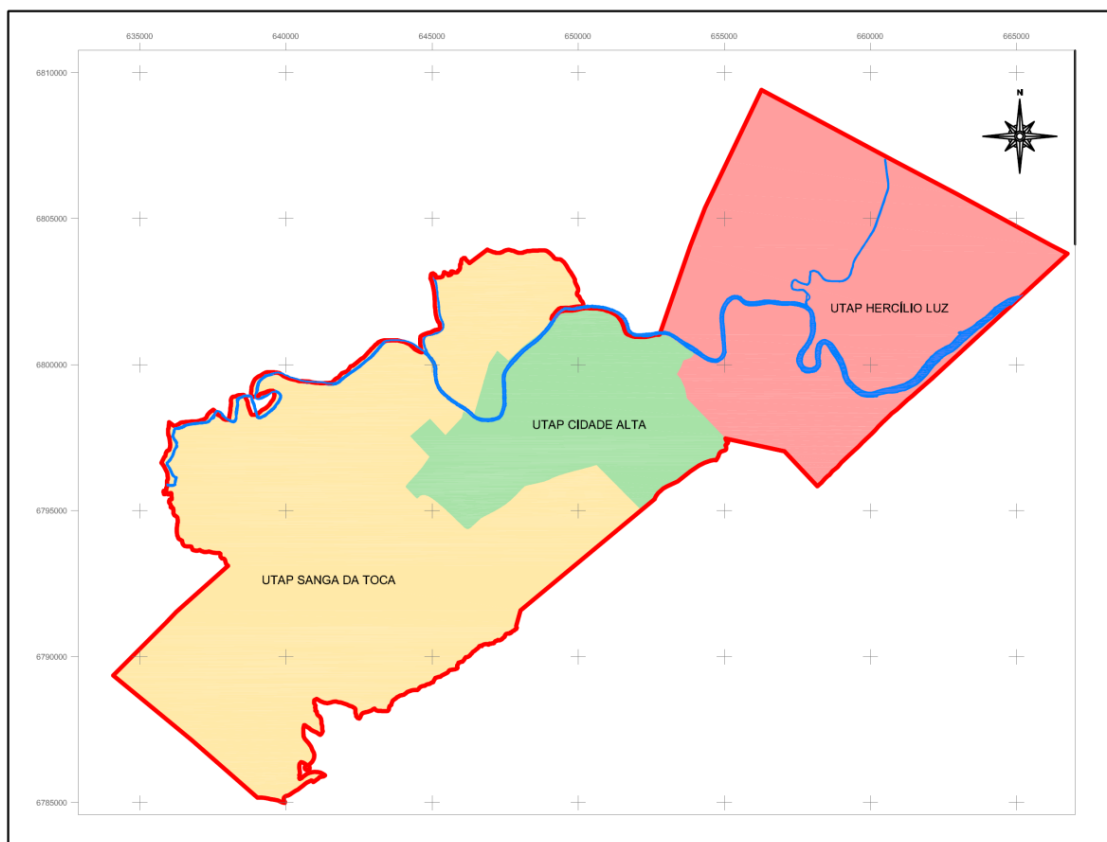 635000 640000 645000 650000 655000 660000 665000
6810000
N
6805000
UTAP HERCÍLIO LUZ
6800000
UTAP CIDADE ALTA
6795000
UTAP SANGA DA TOCA
6790000
6785000